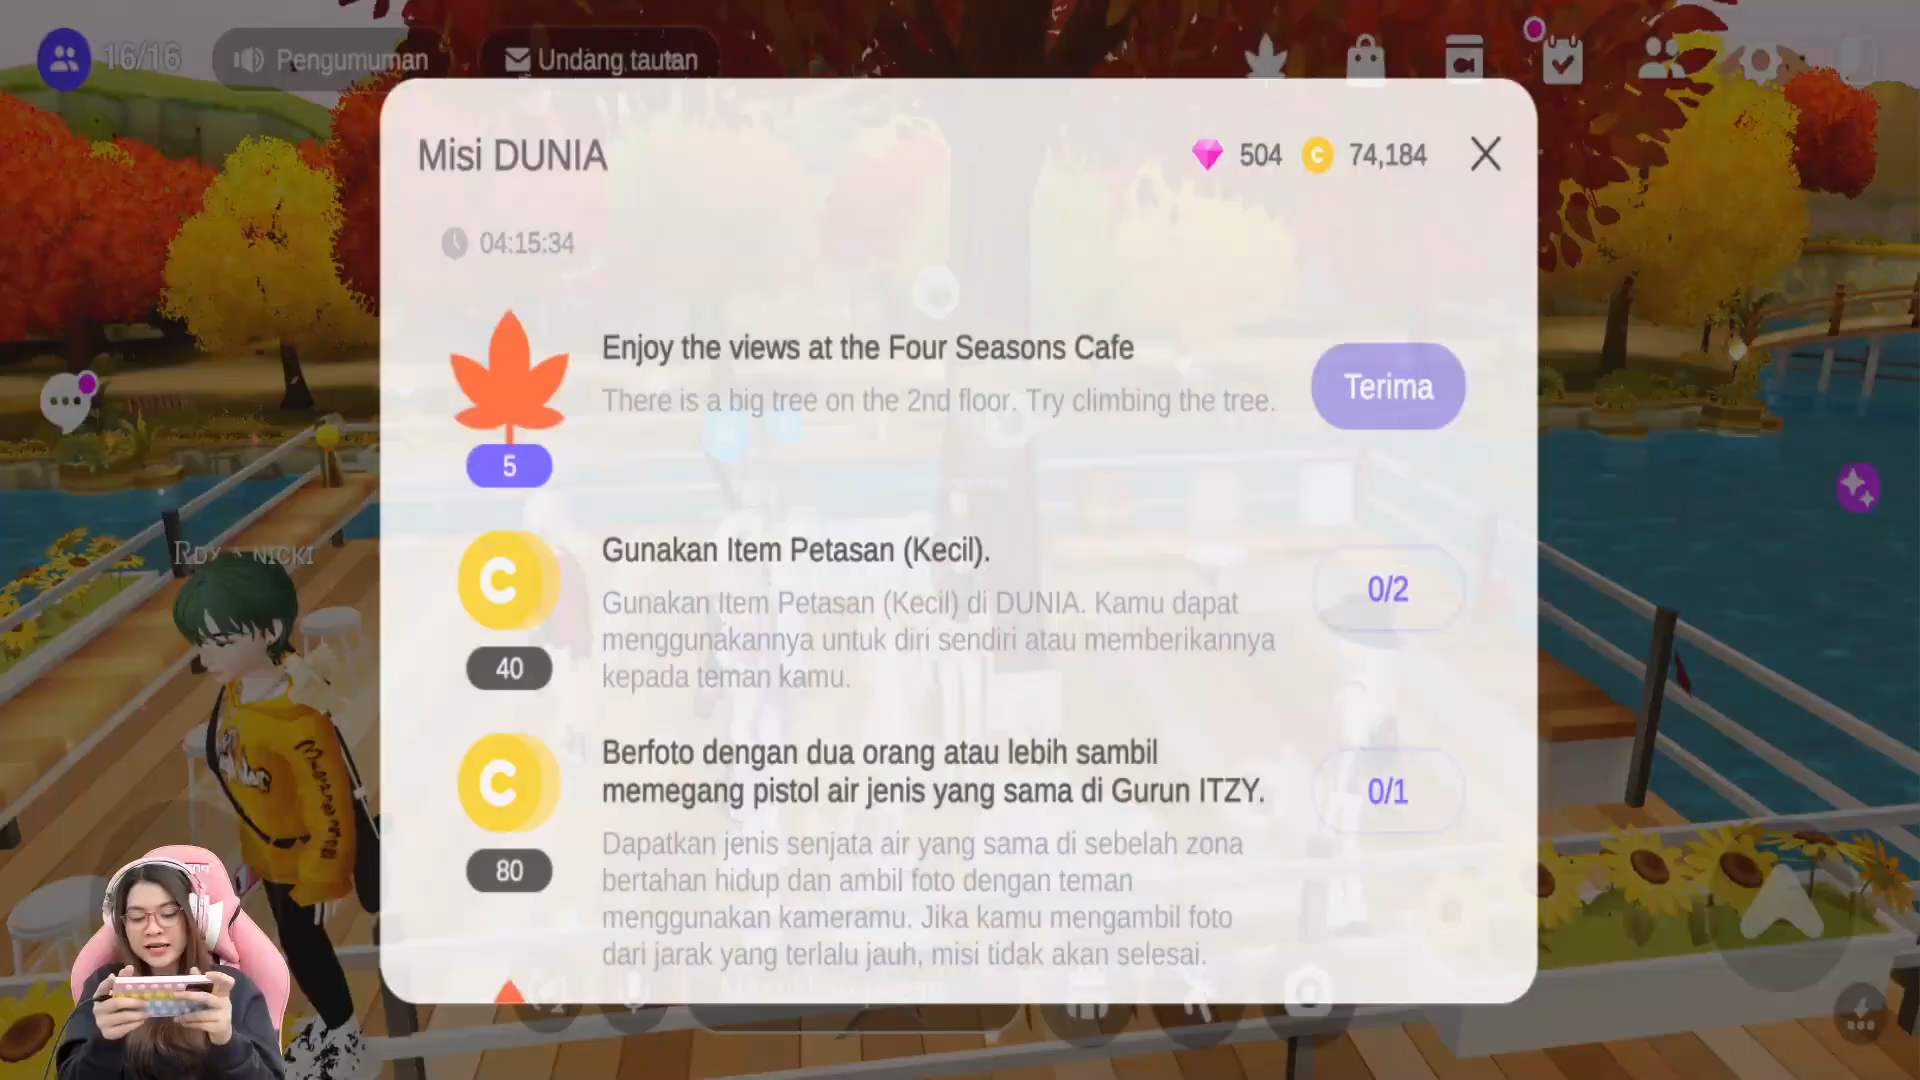 16/16
Pengumuman
Undang tautan
Misi DUNIA
504
C
74,184
04:15:34
Enjoy the views at the Four Seasons Cafe
There is a big tree on the 2nd floor. Try climbing the tree.
Terima
5
C
Gunakan Item Petasan (Kecil).
Gunakan Item Petasan (Kecil) di DUNIA. Kamu dapat
menggunakannya untuk diri sendiri atau memberikannya
kepada teman kamu.
0/2
40
C
Berfoto dengan dua orang atau lebih sambil
memegang pistol air jenis yang sama di Gurun ITZY.
Dapatkan jenis senjata air yang sama di sebelah zona
bertahan hidup dan ambil foto dengan teman
menggunakan kameramu. Jika kamu mengambil foto
dari jarak yang terlalu jauh, misi tidak akan selesai.
0/1
80
NICKI